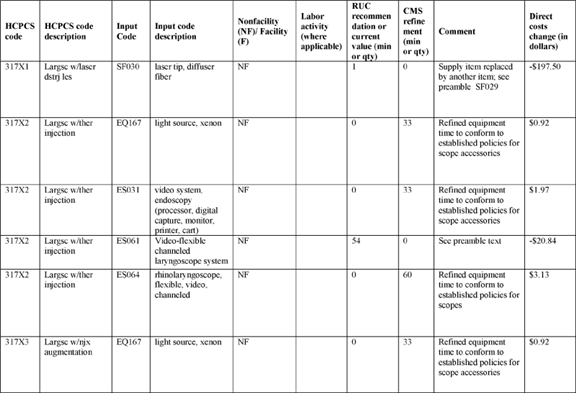 HCPCS code | HCPCS code description | Input Code | Input code description | Nonfacility (NF)/ Facility (F) | Labor activity (where applicable) | RUC recommen dation or current value (min or qty) | CMS refine ment (min or qty) | Comment | Direct costs change (in dollars)
317X1 | Largsc w/laser dstrj les | SF030 | laser tip, diffuser fiber | NF | | 1 | 0 | Supply item replaced by another item; see preamble SF029 | -$197.50
317X2 | Largsc w/ther injection | EQ167 | light source, xenon | NF | | 0 | 33 | Refined equipment time to conform to established policies for scope accessories | $0.92
317X2 | Largsc w/ther injection | ES031 | video system, endoscopy (processor, digital capture, monitor, printer, cart) | NF | | 0 | 33 | Refined equipment time to conform to established policies for scope accessories | $1.97
317X2 | Largsc w/ther injection | ES061 | Video-flexible channeled laryngoscope system | NF | | 54 | 0 | See preamble text | -$20.84
317X2 | Largsc w/ther injection | ES064 | rhinolaryngoscope, flexible, video, channeled | NF | | 0 | 60 | Refined equipment time to conform to established policies for scopes | $3.13
317X3 | Largsc w/njx augmentation | EQ167 | light source, xenon | NF | | 0 | 33 | Refined equipment time to conform to established policies for scope accessories | $0.92